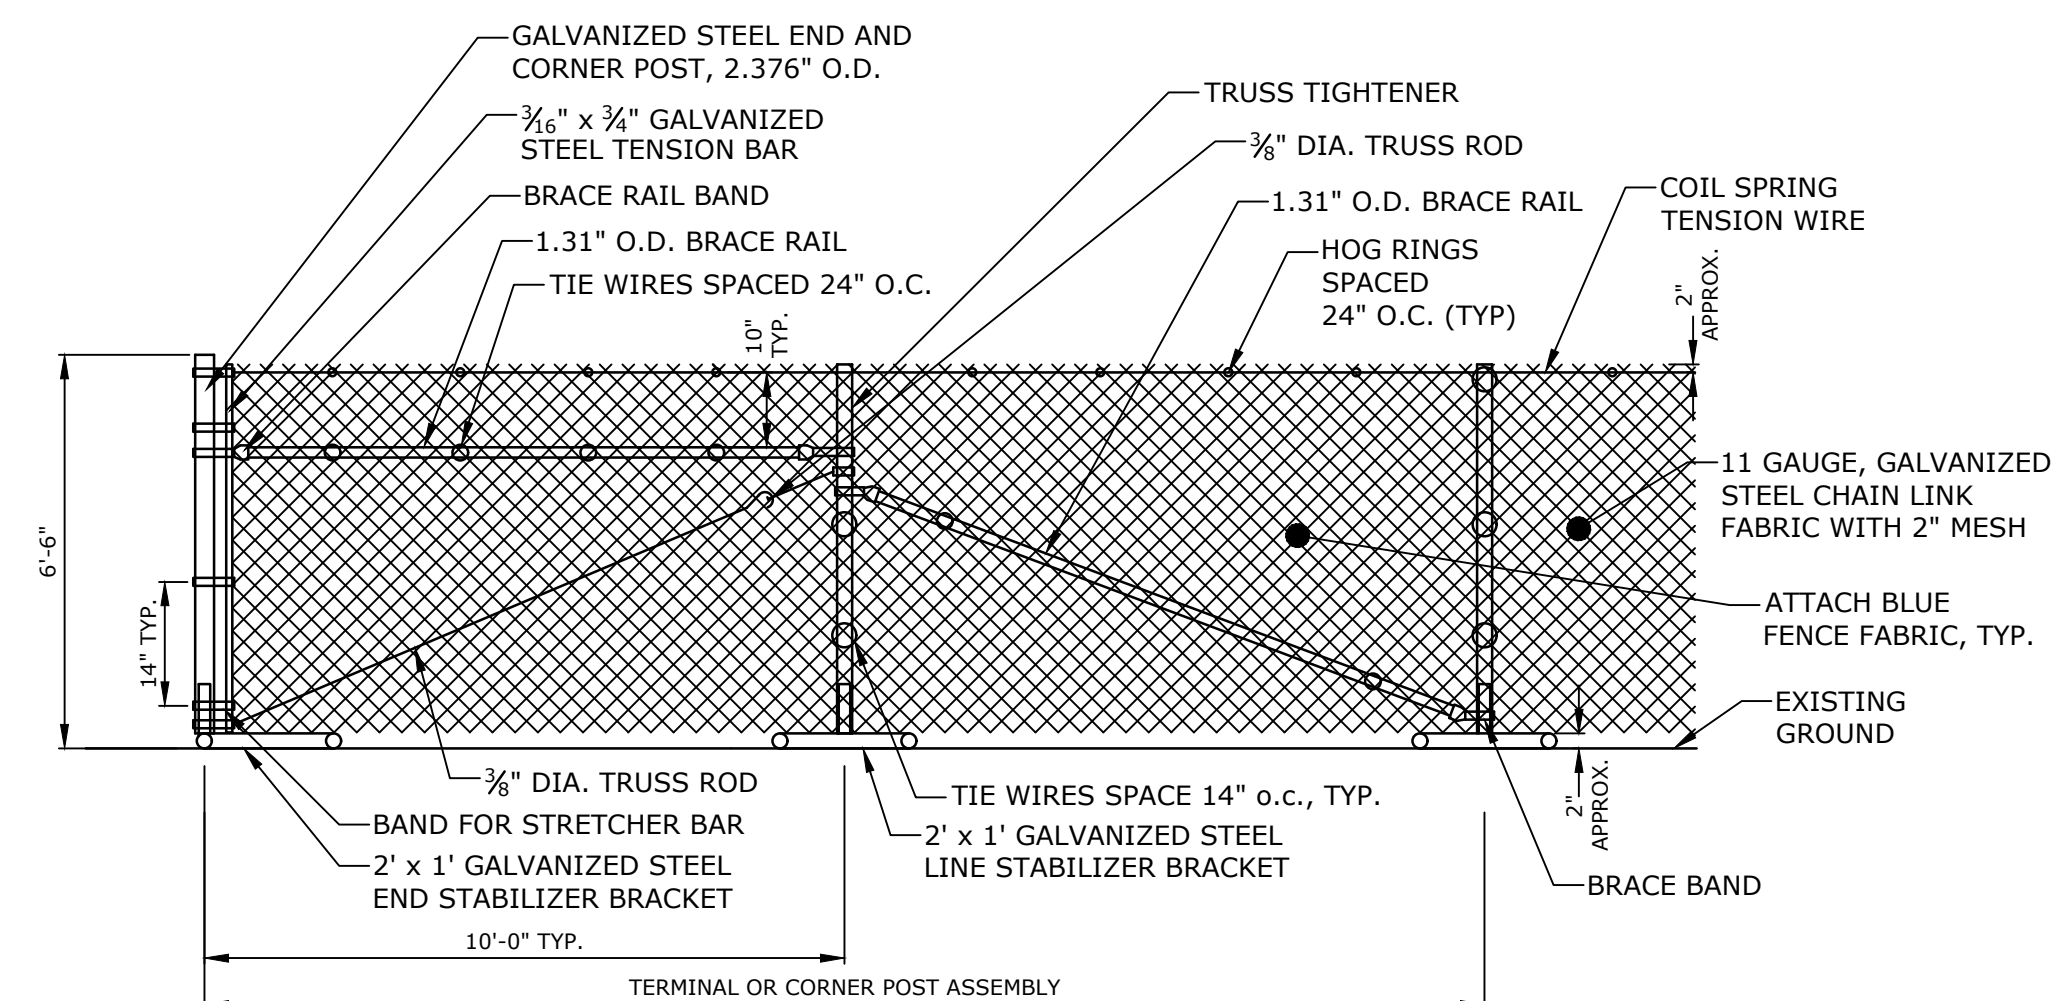 GALVANIZED STEEL END AND
CORNER POST, 2.376" O.D.
3/16" x 3/4" GALVANIZED
STEEL TENSION BAR
BRACE RAIL BAND
1.31" O.D. BRACE RAIL
TIE WIRES SPACED 24" O.C.
TRUSS TIGHTENER
3/8" DIA. TRUSS ROD
1.31" O.D. BRACE RAIL
HOG RINGS
SPACED
24" O.C. (TYP)
COIL SPRING
TENSION WIRE
2"
APPROX.
10"
TYP.
6'-6"
14" TYP.
11 GAUGE, GALVANIZED
STEEL CHAIN LINK
FABRIC WITH 2" MESH
ATTACH BLUE
FENCE FABRIC, TYP.
EXISTING
GROUND
3/8" DIA. TRUSS ROD
BAND FOR STRETCHER BAR
2' x 1' GALVANIZED STEEL
END STABILIZER BRACKET
TIE WIRES SPACE 14" o.c., TYP.
2' x 1' GALVANIZED STEEL
LINE STABILIZER BRACKET
2"
APPROX.
BRACE BAND
10'-0" TYP.
TERMINAL OR CORNER POST ASSEMBLY